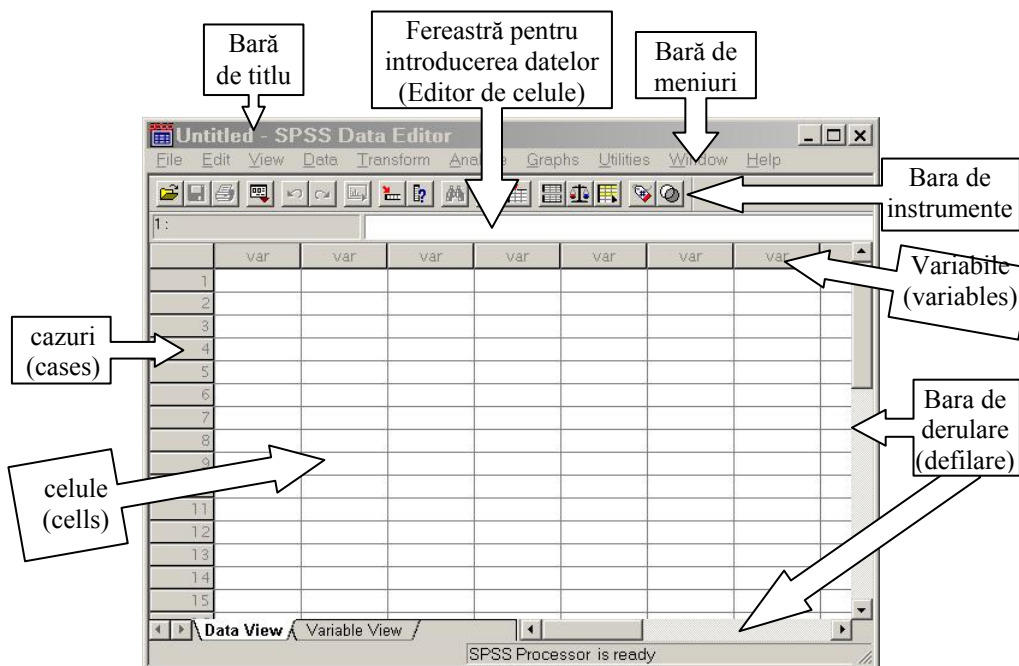 Bară
de titlu
Fereastră pentru
introducerea datelor
(Editor de celule)
Bară de
meniuri
Untitled - SPSS Data Editor
File Edit View Data Transform Graphs Utilities Window Help
Bara de
instrumente
1 :
var var var var var var var
Variabile
(variables)
1
2
3
cazuri
(cases)
4
5
6
7
8
9
Bara de
derulare
(defilare)
celule
(cells)
11
12
13
14
15
Data View Variable View
SPSS Processor is ready